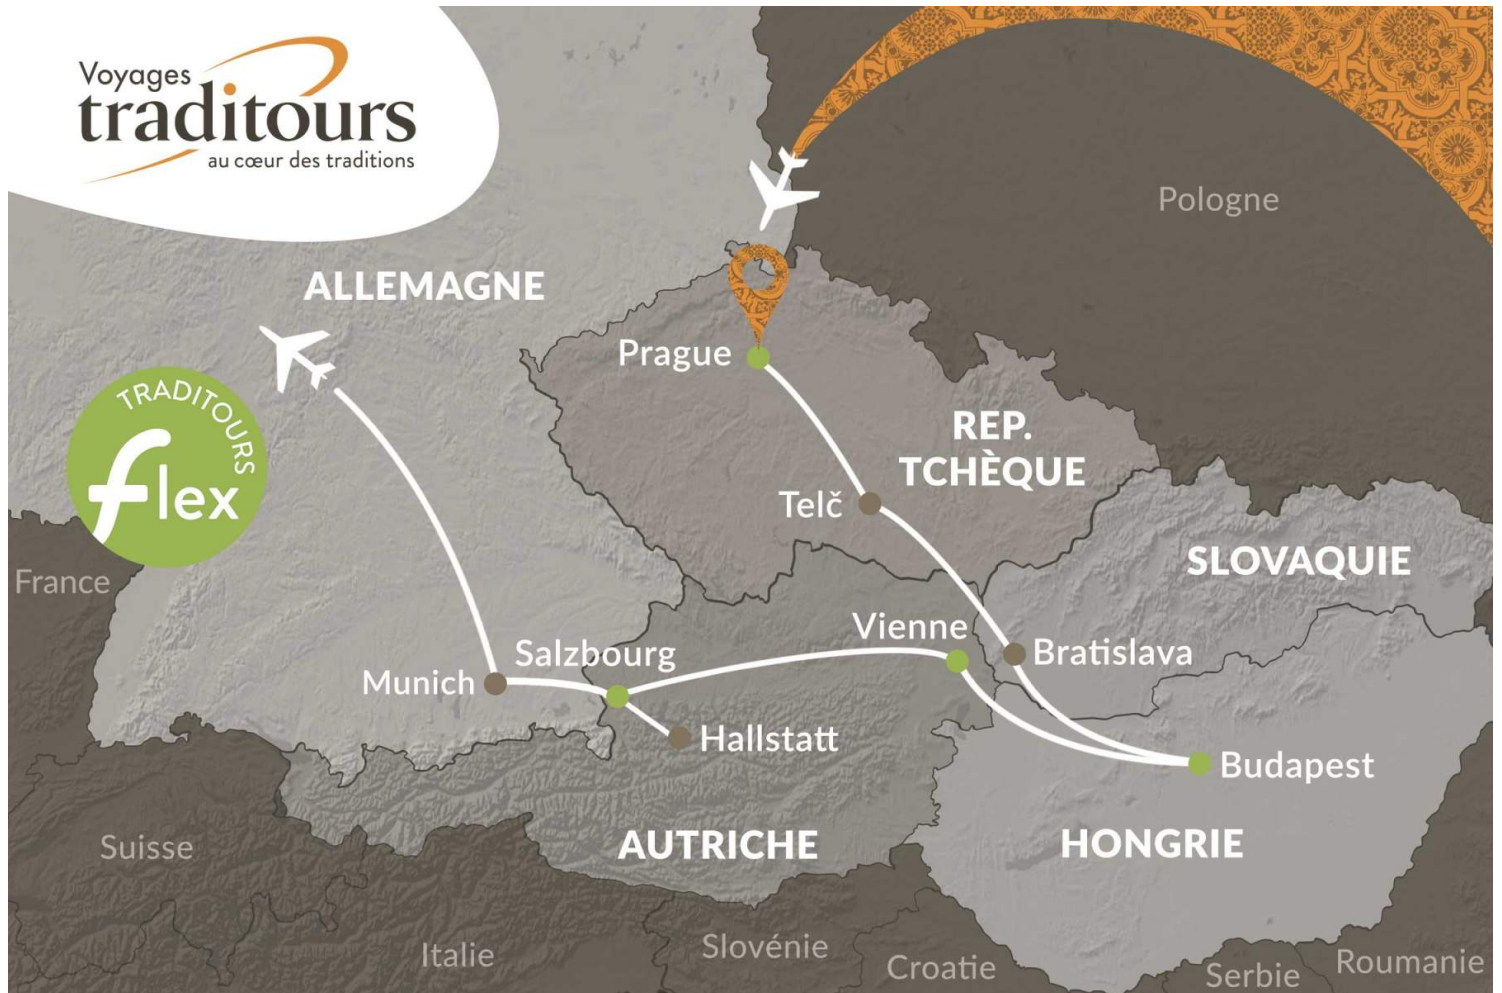 Voyages
traditours
au cœur des traditions
Pologne
ALLEMAGNE
Prague
TRADITOURS
flex
REP.
TCHÈQUE
Telč
SLOVAQUIE
France
Vienne
Salzbourg
Bratislava
Munich
Hallstatt
Budapest
AUTRICHE
HONGRIE
Suisse
Italie
Slovénie
Croatie
Serbie
Roumanie